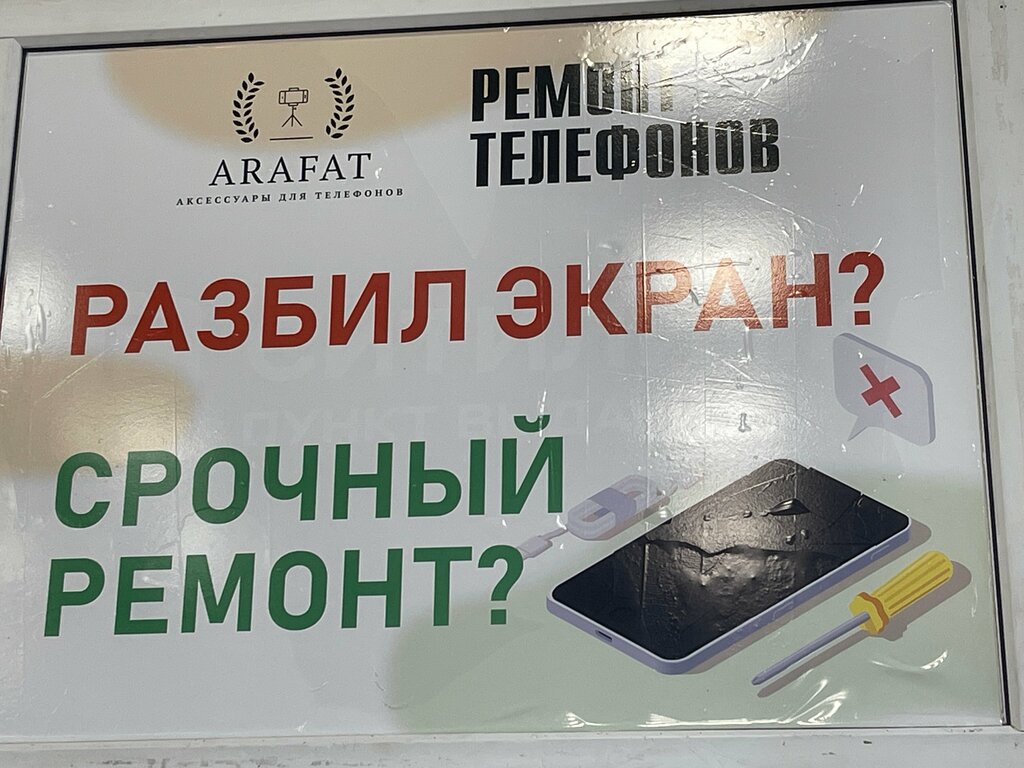 ARAFAT
АКСЕССУАРЫ ДЛЯ ТЕЛЕФОНОВ
РЕМОНТ
ТЕЛЕФОНОВ
РАЗБИЛ ЭКРАН?
СРОЧНЫЙ
РЕМОНТ?